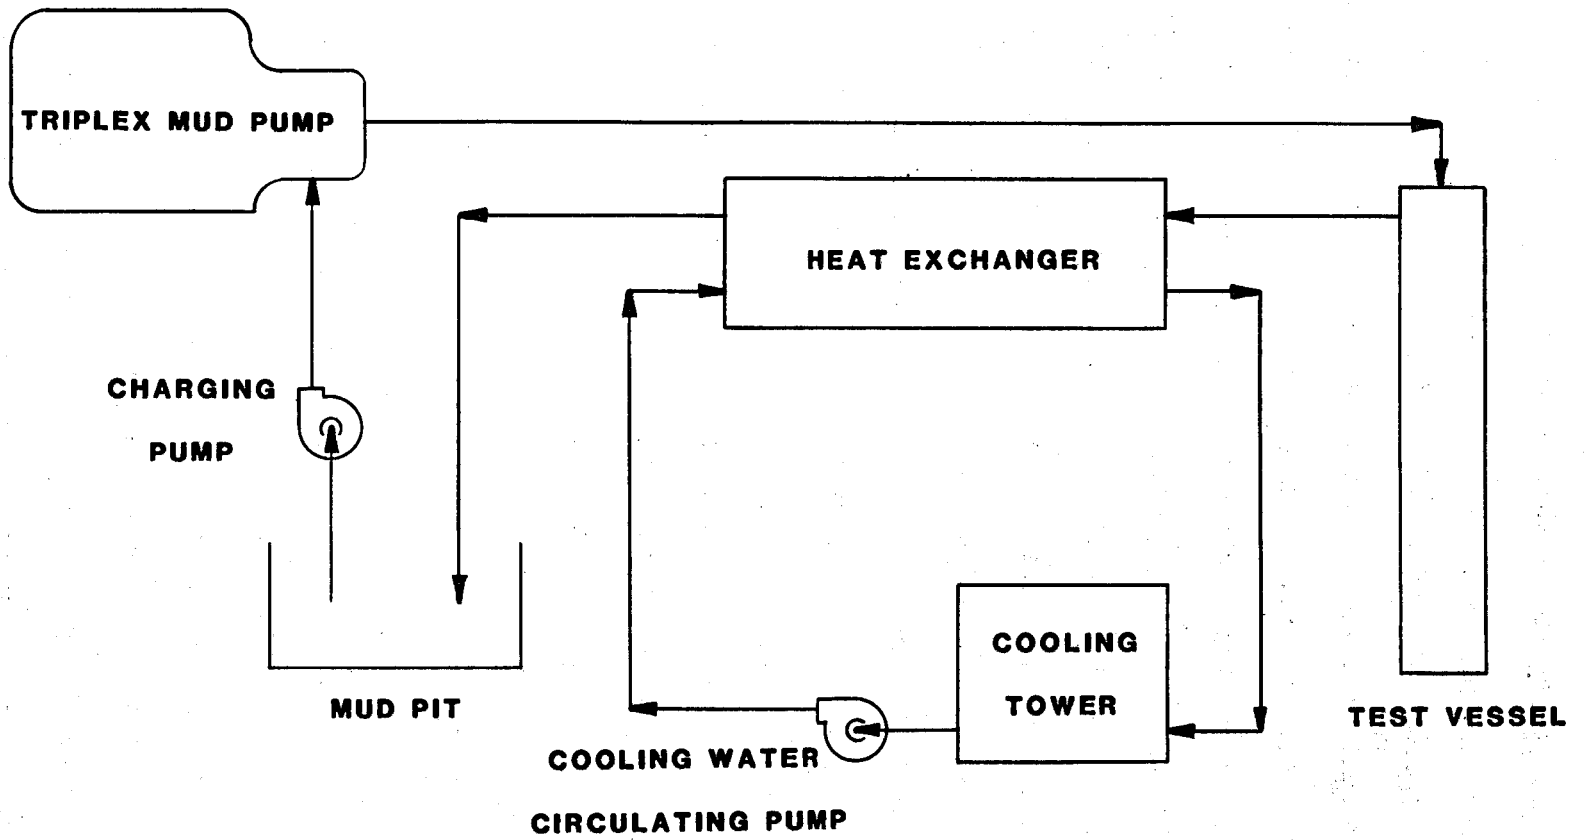 TRIPLEX MUD PUMP
HEAT EXCHANGER
CHARGING
PUMP
MUD PIT
COOLING
TOWER
TEST VESSEL
COOLING WATER
CIRCULATING PUMP